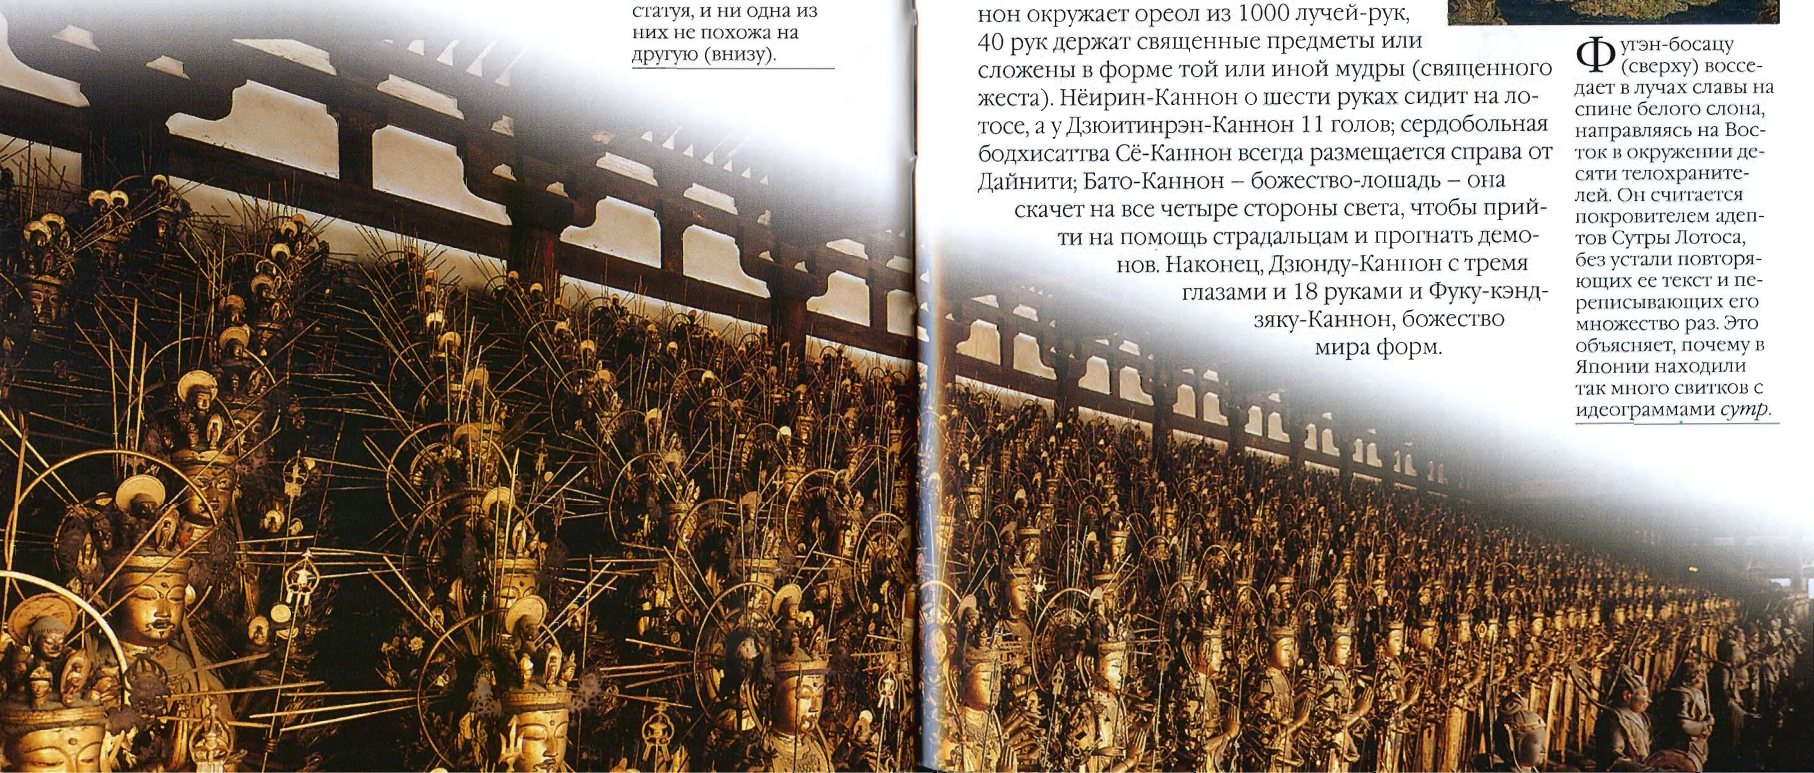 статуя, и ни одна из
них не похожа на
другую (внизу).
нон окружает ореол из 1000 лучей-рук,
40 рук держат священные предметы или
сложены в форме той или иной мудры (священного
жеста). Нёирин-Каннон о шести руках сидит на ло-
тосе, а у Дзюитинрэн-Каннон 11 голов; сердобольная
бодхисаттва Сё-Каннон всегда размещается справа от
Дайнити; Бато-Каннон – божество-лошадь – она
скачет на все четыре стороны света, чтобы прий-
ти на помощь страдальцам и прогнать демо-
нов. Наконец, Дзюнду-Каннон с тремя
глазами и 18 руками и Фуку-кэнд-
зяку-Каннон, божество
мира форм.
Фугэн-босацу
(сверху) воссе-
дает в лучах славы на
спине белого слона,
направляясь на Вос-
ток в окружении де-
сяти телохраните-
лей. Он считается
покровителем адеп-
тов Сутры Лотоса,
без устали повторя-
ющих ее текст и пе-
реписывающих его
множество раз. Это
объясняет, почему в
Японии находили
так много свитков с
идеограммами сутр.